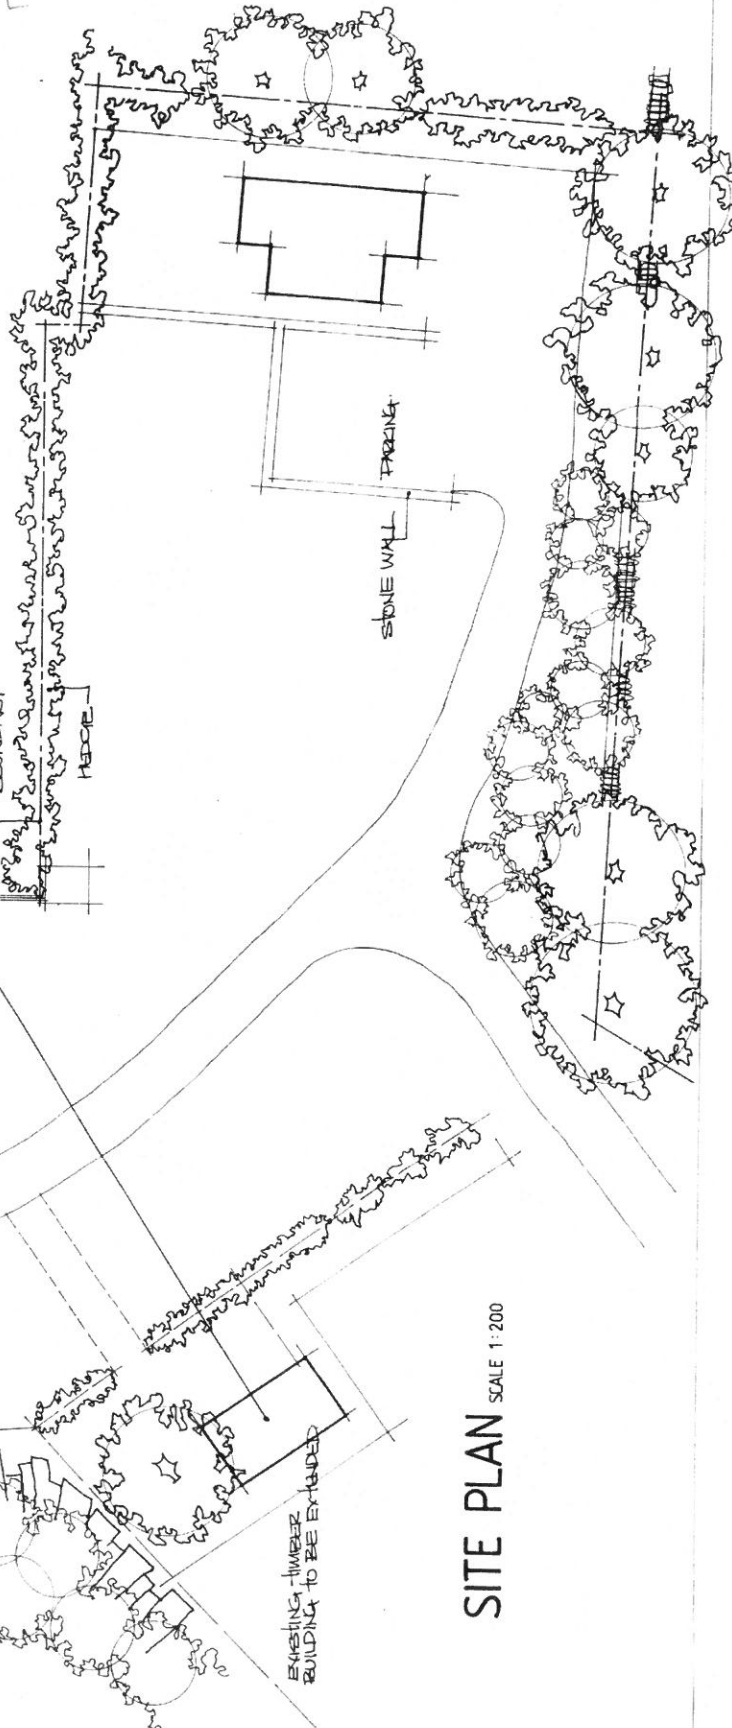 HEDGE
PARKING
STONE WALL
EXISTING TIMBER
BUILDING TO BE EXTENDED
SITE PLAN SCALE 1:200